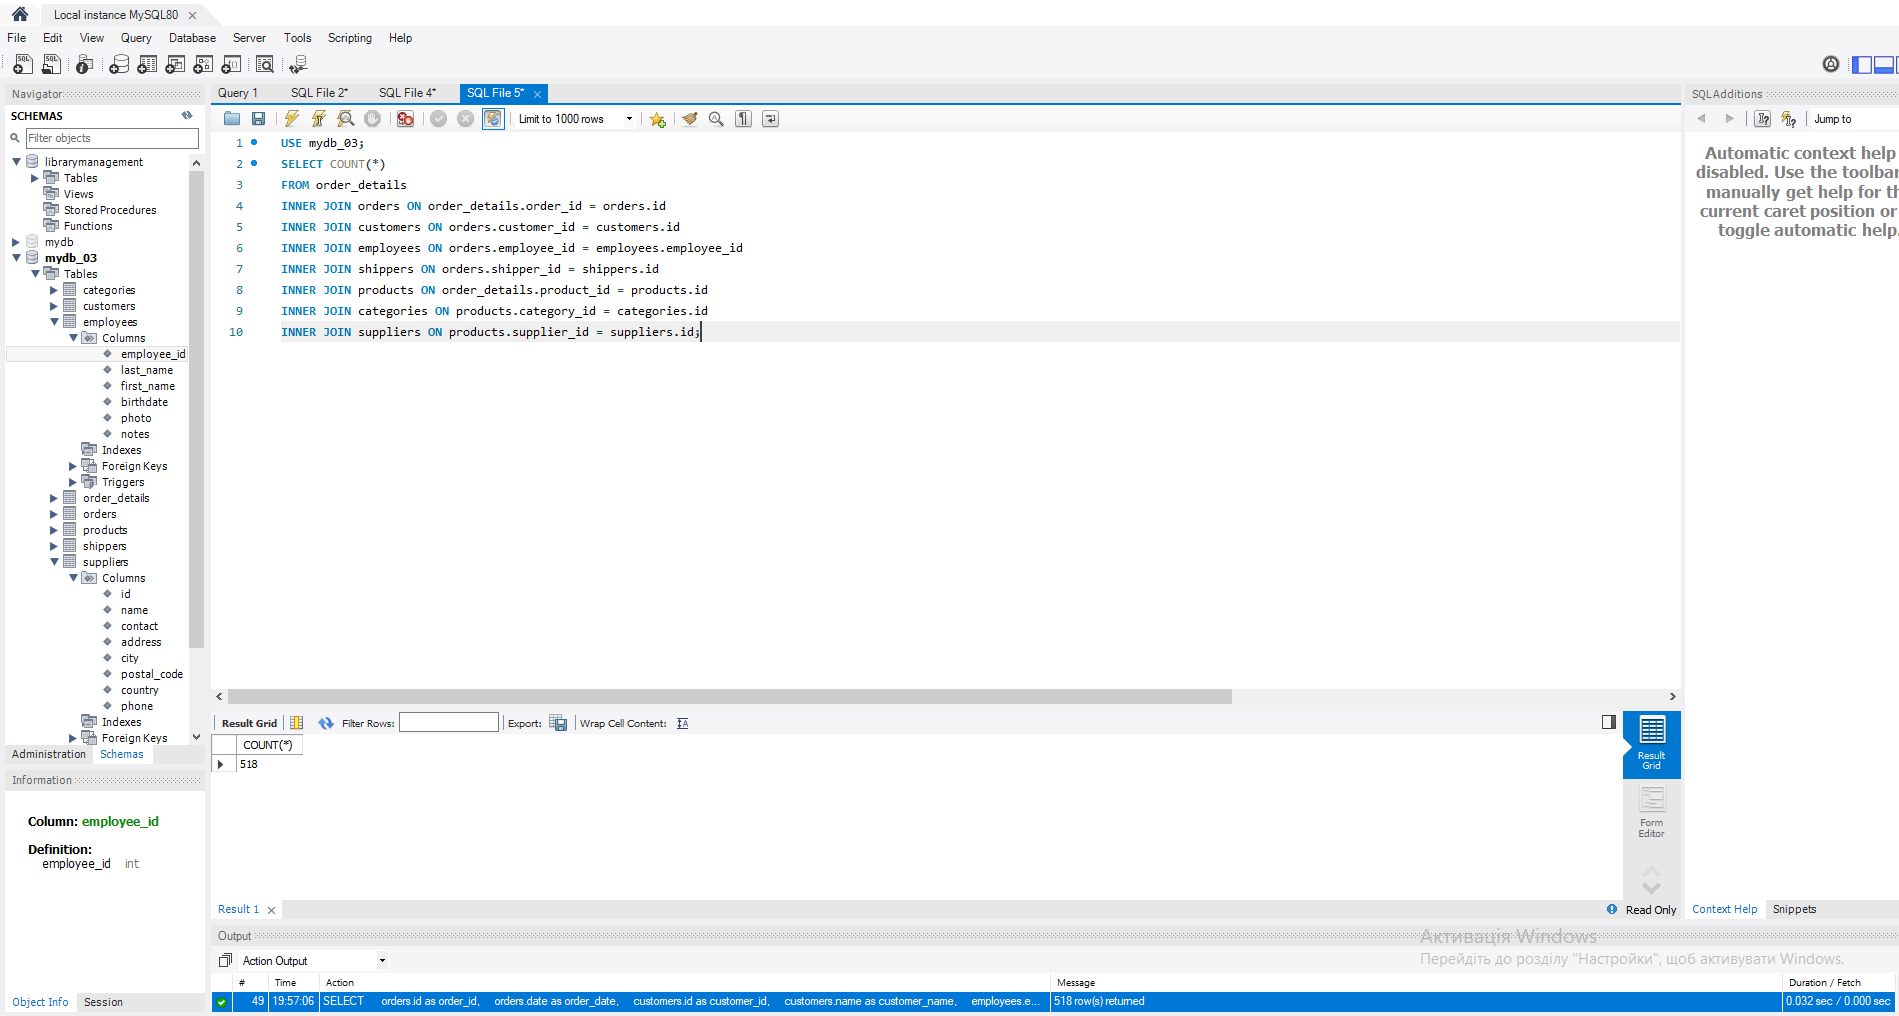 Local instance MySQL80
File Edit View Query Database Server Tools Scripting Help
Navigator
SCHEMAS
Filter objects
librarymanagement
Tables
Views
Stored Procedures
Functions
mydb
mydb_03
Tables
categories
customers
employees
Columns
employee_id
last_name
first_name
birthdate
photo
notes
Indexes
Foreign Keys
Triggers
order_details
orders
products
shippers
suppliers
Columns
id
name
contact
address
city
postal_code
country
phone
Indexes
Foreign Keys
Administration Schemas
Information
Column: employee_id
Definition:
employee_id int
Object Info Session
Query 1 SQL File 2* SQL File 4* SQL File 5*
Limit to 1000 rows
1 USE mydb_03;
2 SELECT COUNT(*)
3 FROM order_details
4 INNER JOIN orders ON order_details.order_id = orders.id
5 INNER JOIN customers ON orders.customer_id = customers.id
6 INNER JOIN employees ON orders.employee_id = employees.employee_id
7 INNER JOIN shippers ON orders.shipper_id = shippers.id
8 INNER JOIN products ON order_details.product_id = products.id
9 INNER JOIN categories ON products.category_id = categories.id
10 INNER JOIN suppliers ON products.supplier_id = suppliers.id;
Result Grid Filter Rows: Export: Wrap Cell Content:
COUNT(*)
518
Result
Grid
Form
Editor
Result 1 Read Only
SQLAdditions
Jump to
Automatic context help
disabled. Use the toolbar
manually get help for th
current caret position or
toggle automatic help.
Context Help Snippets
Output
Action Output
# Time Action Message Duration / Fetch
49 19:57:06 SELECT orders.id as order_id, orders.date as order_date, customers.id as customer_id, customers.name as customer_name, employees.e... 518 row(s) returned 0.032 sec / 0.000 sec
Активація Windows
Перейдіть до розділу "Настройки", щоб активувати Windows.